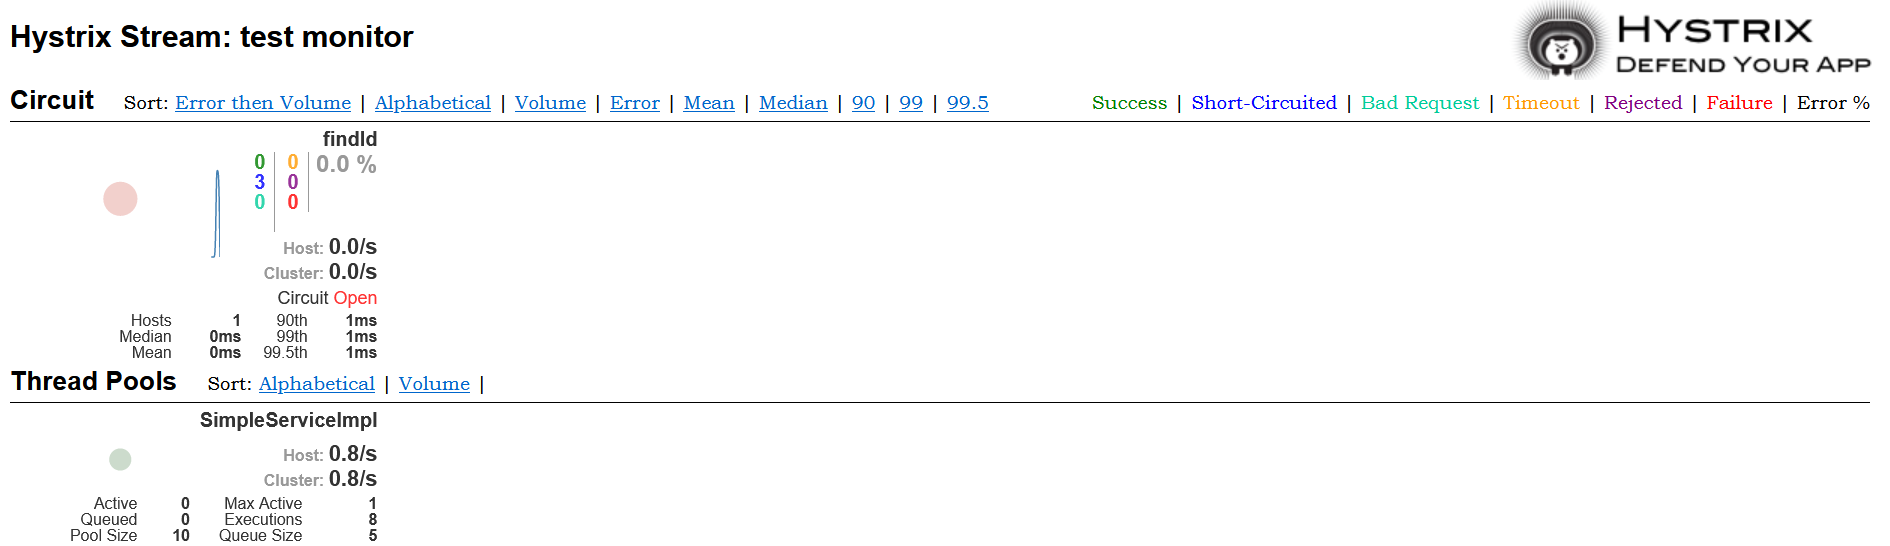 Hystrix Stream: test monitor
HYSTRIX
DEFEND YOUR APP
Circuit Sort: Error then Volume | Alphabetical | Volume | Error | Mean | Median | 90 | 99 | 99.5 Success | Short-Circuited | Bad Request | Timeout | Rejected | Failure | Error %
findId
0 0 0.0 %
3 0
0 0
Host: 0.0/s
Cluster: 0.0/s
Circuit Open
Hosts 1 90th 1ms
Median 0ms 99th 1ms
Mean 0ms 99.5th 1ms
Thread Pools Sort: Alphabetical | Volume |
SimpleServiceImpl
Host: 0.8/s
Cluster: 0.8/s
Active 0 Max Active 1
Queued 0 Executions 8
Pool Size 10 Queue Size 5